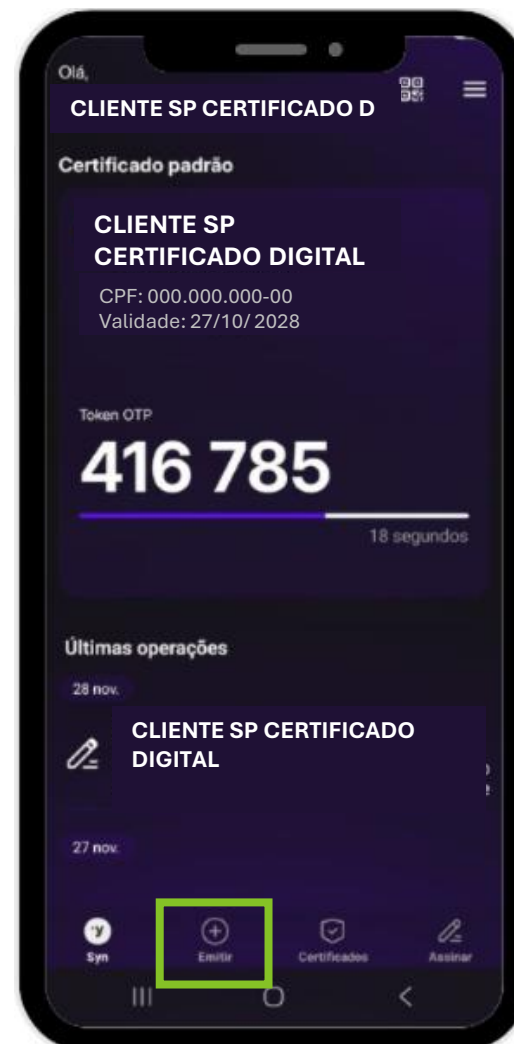 Olá,
CLIENTE SP CERTIFICADO D
Certificado padrão
CLIENTE SP
CERTIFICADO DIGITAL
CPF: 000.000.000-00
Validade: 27/10/ 2028
Token OTP
416 785
18 segundos
Últimas operações
28 nov.
CLIENTE SP CERTIFICADO
DIGITAL
27 nov.
Syn
Emitir
Certificados
Assinar